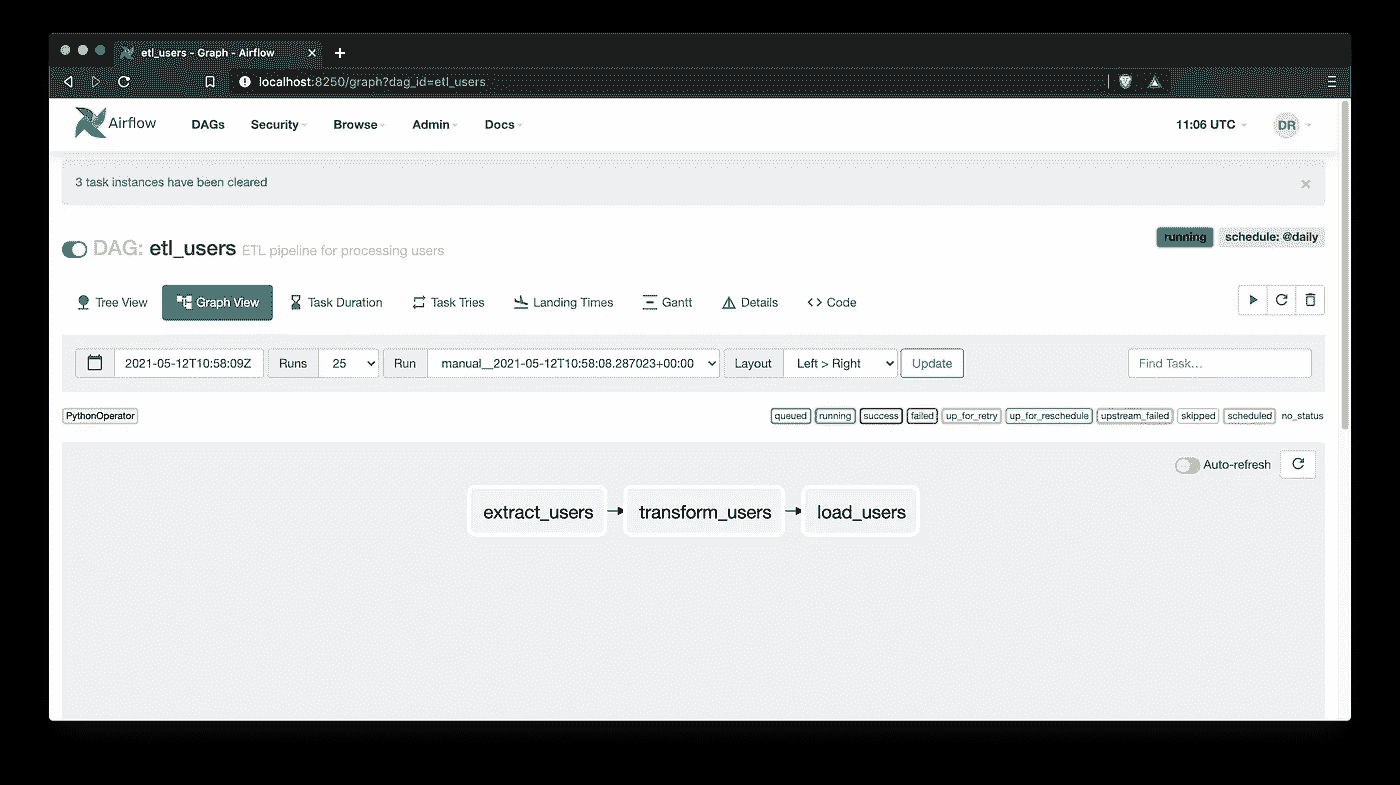 etl_users - Graph - Airflow
localhost:8250/graph?dag_id=etl_users
Airflow DAGs Security Browse Admin Docs 11:06 UTC DR
3 task instances have been cleared
DAG: etl_users ETL pipeline for processing users running schedule: @daily
Tree View Graph View Task Duration Task Tries Landing Times Gantt Details <> Code
2021-05-12T10:58:09Z Runs 25 Run manual__2021-05-12T10:58:08.287023+00:00 Layout Left > Right Update Find Task...
PythonOperator queued running success failed up_for_retry up_for_reschedule upstream_failed skipped scheduled no_status
Auto-refresh
extract_users transform_users load_users